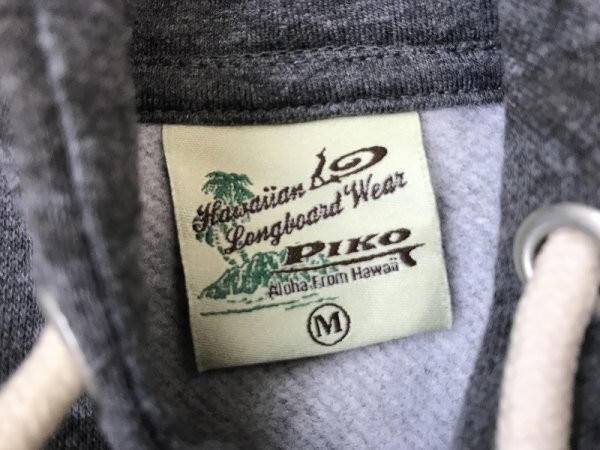 Hawaiian
Longboard Wear
PIKO
Aloha From Hawaii
M